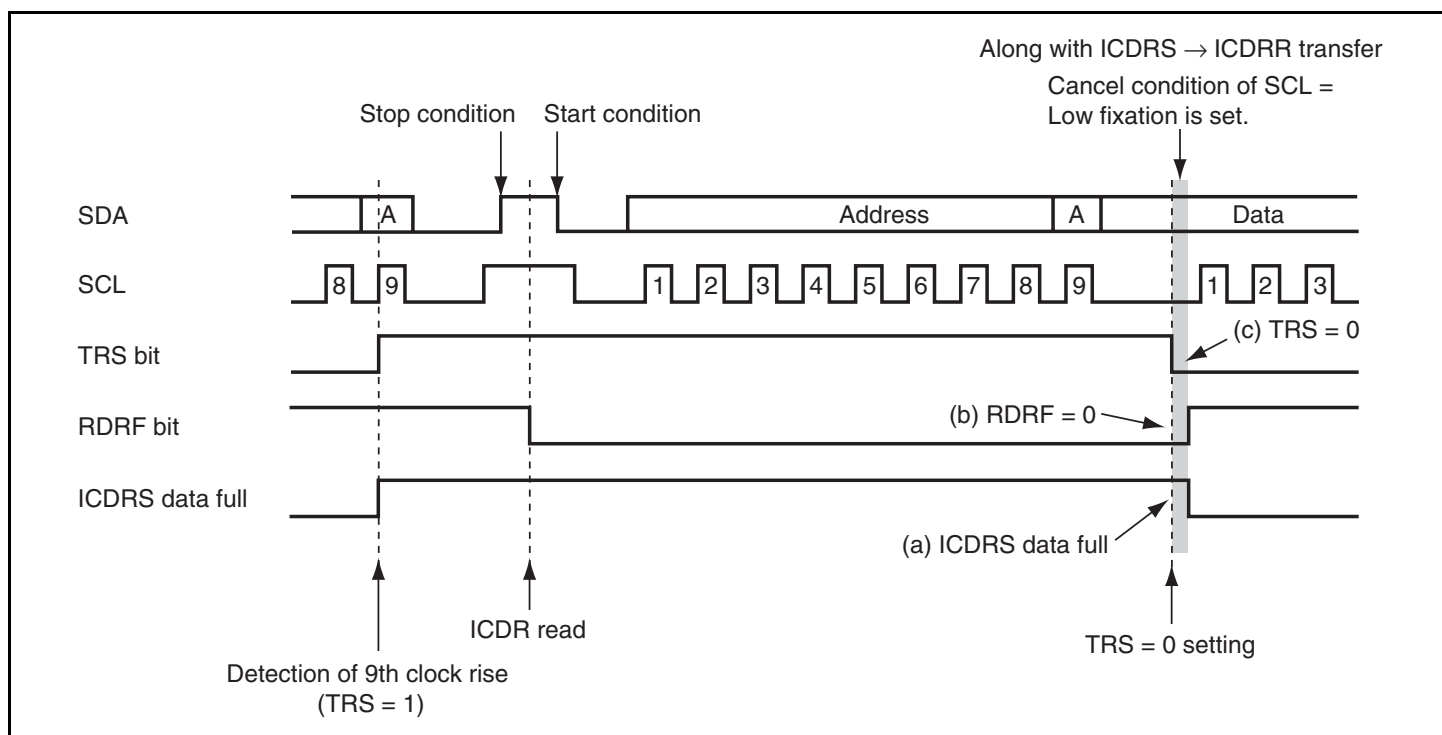 Along with ICDRS → ICDRR transfer
Cancel condition of SCL =
Low fixation is set.
Stop condition
Start condition
SDA
A
Address
A
Data
SCL
8 9 1 2 3 4 5 6 7 8 9 1 2 3
TRS bit
(c) TRS = 0
RDRF bit
(b) RDRF = 0
ICDRS data full
(a) ICDRS data full
ICDR read
TRS = 0 setting
Detection of 9th clock rise
(TRS = 1)